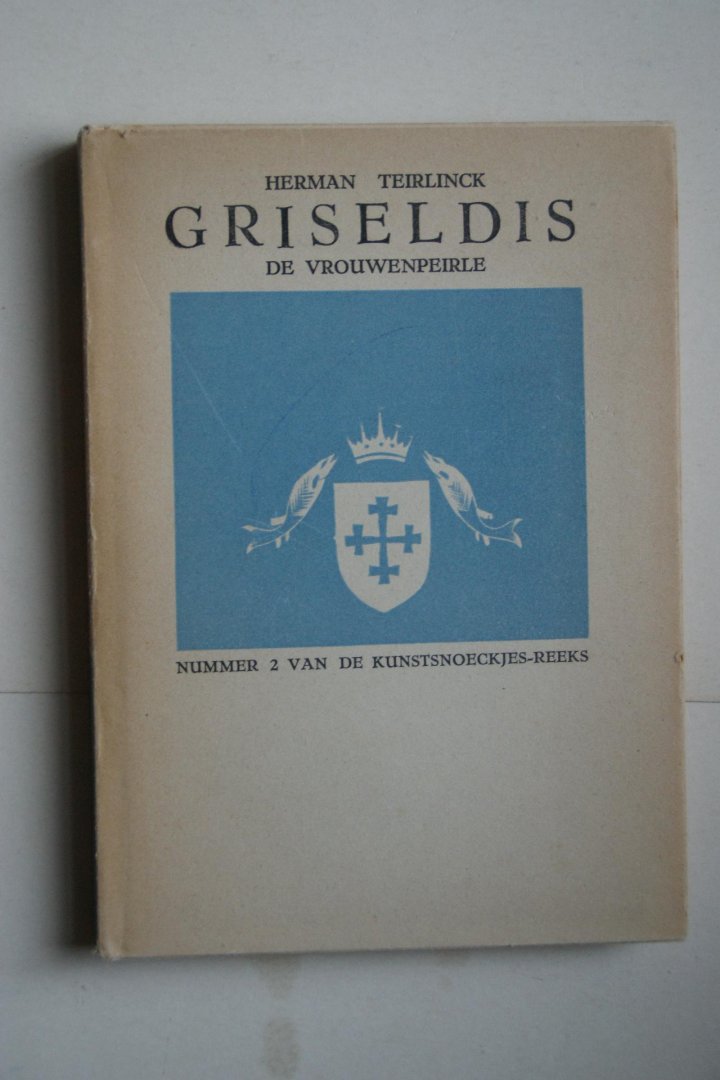 HERMAN TEIRLINCK
GRISELDIS
DE VROUWENPEIRLE
NUMMER 2 VAN DE KUNSTSNOECKJES-REEKS